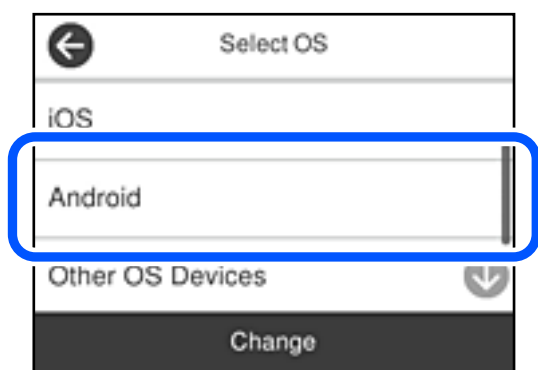 Select OS
iOS
Android
Other OS Devices
Change